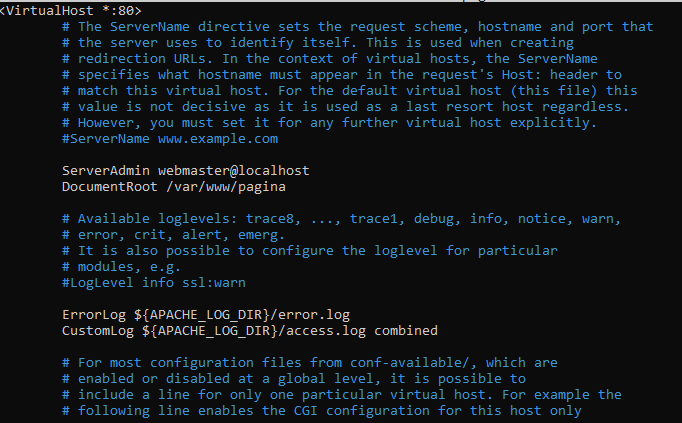 <VirtualHost *:80>
# The ServerName directive sets the request scheme, hostname and port that
# the server uses to identify itself. This is used when creating
# redirection URLs. In the context of virtual hosts, the ServerName
# specifies what hostname must appear in the request's Host: header to
# match this virtual host. For the default virtual host (this file) this
# value is not decisive as it is used as a last resort host regardless.
# However, you must set it for any further virtual host explicitly.
#ServerName www.example.com
ServerAdmin webmaster@localhost
DocumentRoot /var/www/pagina
# Available loglevels: trace8, ..., trace1, debug, info, notice, warn,
# error, crit, alert, emerg.
# It is also possible to configure the loglevel for particular
# modules, e.g.
#LogLevel info ssl:warn
ErrorLog ${APACHE_LOG_DIR}/error.log
CustomLog ${APACHE_LOG_DIR}/access.log combined
# For most configuration files from conf-available/, which are
# enabled or disabled at a global level, it is possible to
# include a line for only one particular virtual host. For example the
# following line enables the CGI configuration for this host only